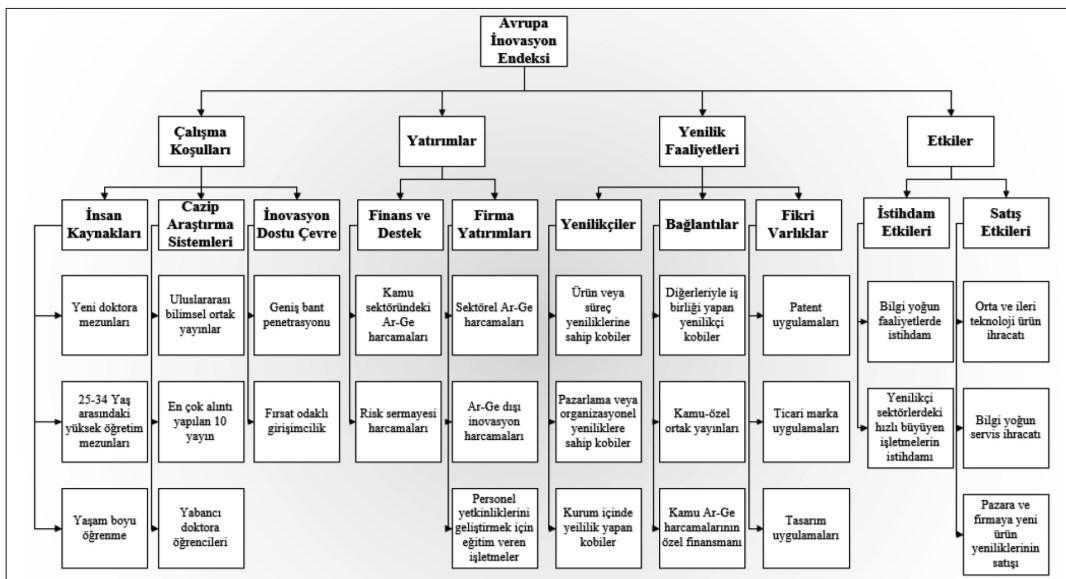 Avrupa
İnovasyon
Endeksi
Çalışma
Koşulları
Yatırımlar
Yenilik
Faaliyetleri
Etkiler
İnsan
Kaynakları
Cazip
Araştırma
Sistemleri
İnovasyon
Dostu Çevre
Finans ve
Destek
Firma
Yatırımları
Yenilikçiler
Bağlantılar
Fikri
Varlıklar
İstihdam
Etkileri
Satış
Etkileri
Yeni doktora
mezunları
Uluslararası
bilimsel ortak
yayınlar
Geniş bant
penetrasyonu
Kamu
sektöründeki
Ar-Ge
harcamaları
Sektörel Ar-Ge
harcamaları
Ürün veya
süreç
yeniliklerine
sahip kobiler
Diğerleriyle iş
birliği yapan
yenilikçi
kobiler
Patent
uygulamaları
Bilgi yoğun
faaliyetlerde
istihdam
Orta ve ileri
teknoloji ürün
ihracatı
25-34 Yaş
arasındaki
yüksek öğretim
mezunları
En çok alıntı
yapılan 10
yayın
Fırsat odaklı
girişimcilik
Risk sermayesi
harcamaları
Ar-Ge dışı
inovasyon
harcamaları
Pazarlama veya
organizasyonel
yeniliklere
sahip kobiler
Kamu-özel
ortak yayınları
Ticari marka
uygulamaları
Yenilikçi
sektörlerdeki
hızlı büyüyen
işletmelerin
istihdamı
Bilgi yoğun
servis ihracatı
Yaşam boyu
öğrenme
Yabancı
doktora
öğrencileri
Personel
yetkinliklerini
geliştirmek için
eğitim veren
işletmeler
Kurum içinde
yeililik yapan
kobiler
Kamu Ar-Ge
harcamalarının
özel finansmanı
Tasarım
uygulamaları
Pazara ve
firmaya yeni
ürün
yeniliklerinin
satışı